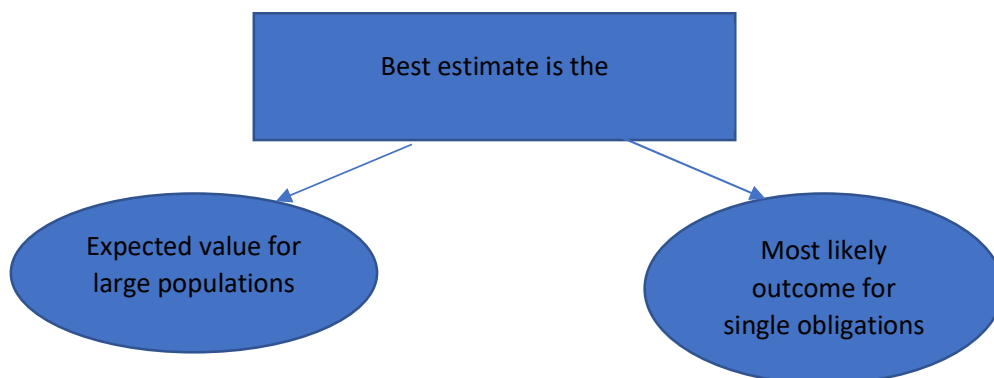 Best estimate is the
Expected value for
large populations
Most likely
outcome for
single obligations